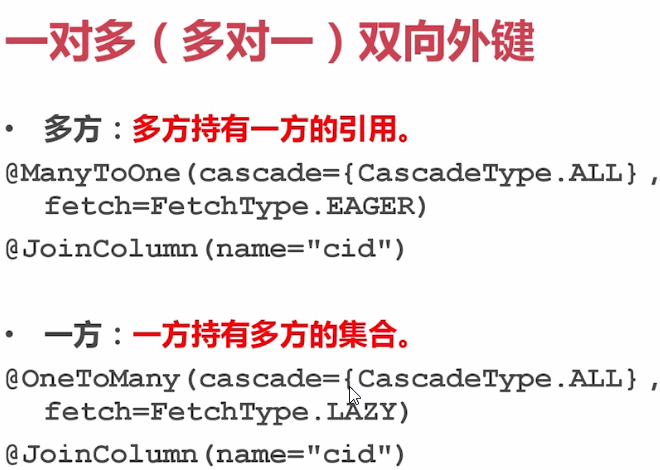 一对多（多对一）双向外键
• 多方：多方持有一方的引用。
@ManyToOne(cascade={CascadeType.ALL},
fetch=FetchType.EAGER)
@JoinColumn(name="cid")
• 一方：一方持有多方的集合。
@OneToMany(cascade={CascadeType.ALL},
fetch=FetchType.LAZY)
@JoinColumn(name="cid")